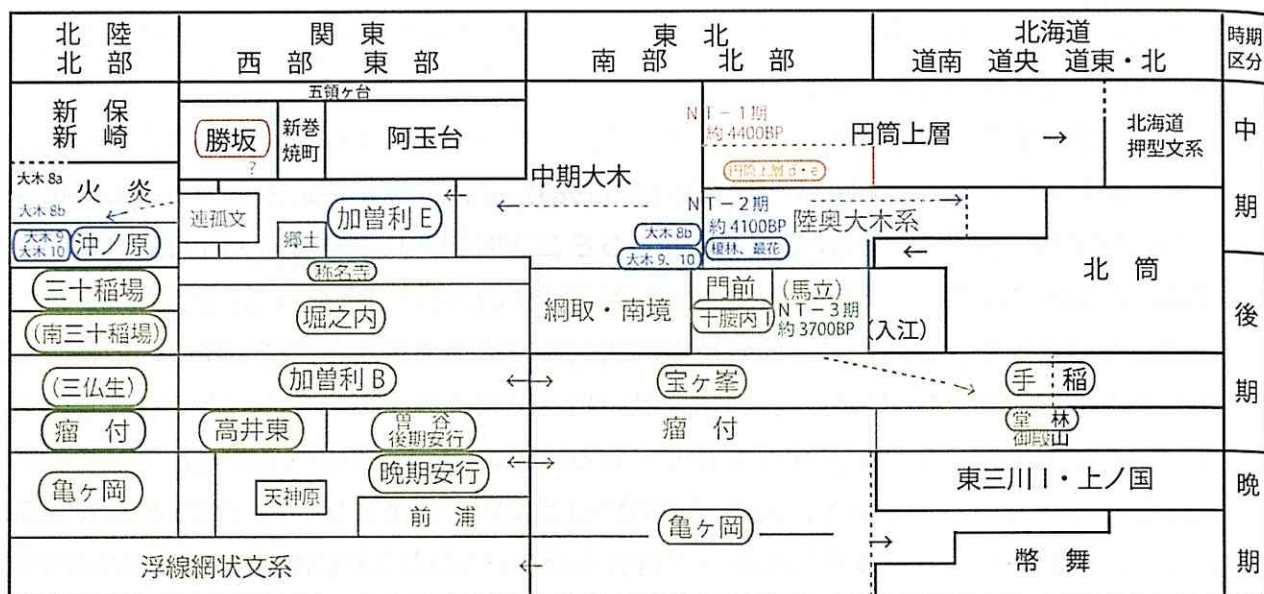 北陸
北部
関東
西部 東部
東北
南部 北部
北海道
道南 道央 道東・北
時期
区分
新保
新崎
五領ヶ台
勝坂
?
新巻
焼町
阿玉台
中期大木
NT-1期
約4400BP
円筒上層
→
北海道
押型文系
中
円筒上層d・e
大木8a
火炎
大木8b
連孤文
郷土
加曽利E
←
NT-2期
約4100BP
陸奥大木系
期
大木9
大木10
沖ノ原
大木8b
榎林、最花
大木9、10
←
北筒
三十稲場
称名寺
綱取・南境
門前
(馬立)
後
(南三十稲場)
堀之内
十腰内I
NT-3期
約3700BP
(入江)
(三仏生)
加曽利B
↔
宝ヶ峯
手稲
期
瘤付
高井東
曽谷
後期安行
瘤付
堂林
御殿山
亀ヶ岡
晩期安行
↔
東三川I・上ノ国
晩
天神原
前浦
亀ヶ岡
→
浮線網状文系
←
幣舞
期